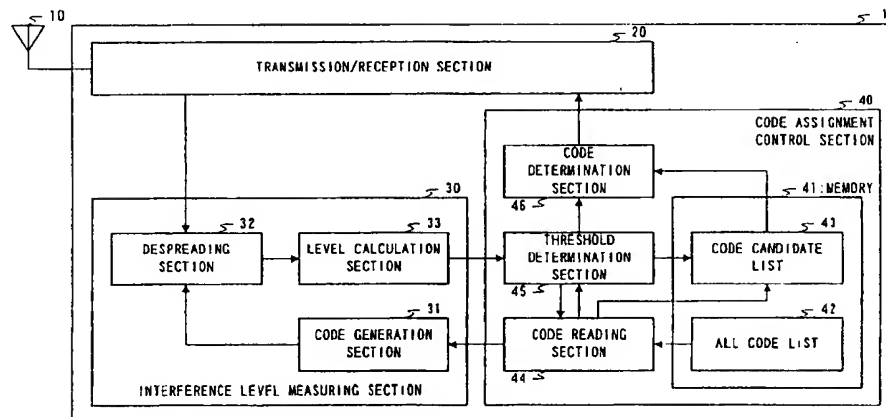 10
1
20
TRANSMISSION/RECEPTION SECTION
40
CODE ASSIGNMENT
CONTROL SECTION
CODE
DETERMINATION
SECTION
46
30
41:MEMORY
32
33
43
DESPREADING
SECTION
LEVEL CALCULATION
SECTION
THRESHOLD
DETERMINATION
SECTION
45
CODE CANDIDATE
LIST
31
42
CODE GENERATION
SECTION
CODE READING
SECTION
44
ALL CODE LIST
INTERFERENCE LEVEL MEASURING SECTION